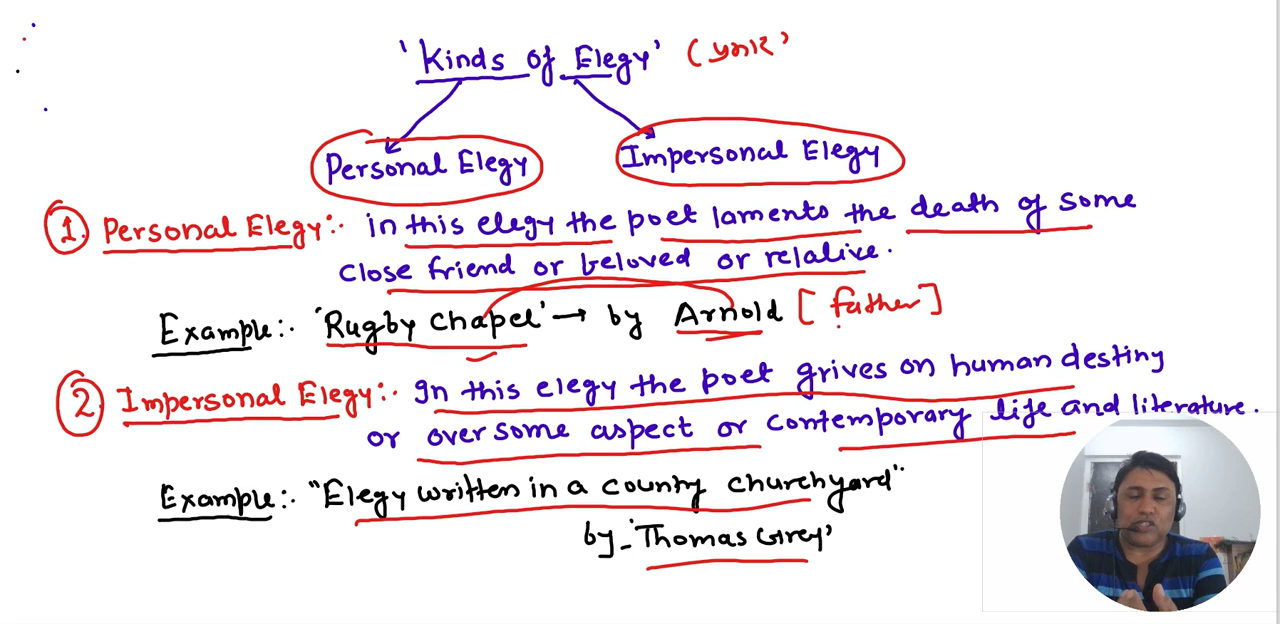 'Kinds of Elegy'
Personal Elegy
Impersonal Elegy
1. Personal Elegy:- in this elegy the poet laments the death of some
close friend or beloved or relalive.
Example:- 'Rugby Chapel' → by Arnold [father]
2 Impersonal Elegy:- In this elegy the poet grives on human destiny
or over some aspect or contemporary life and literature.
Example:- "Elegy written in a county churchyard"
by - 'Thomas Grey'